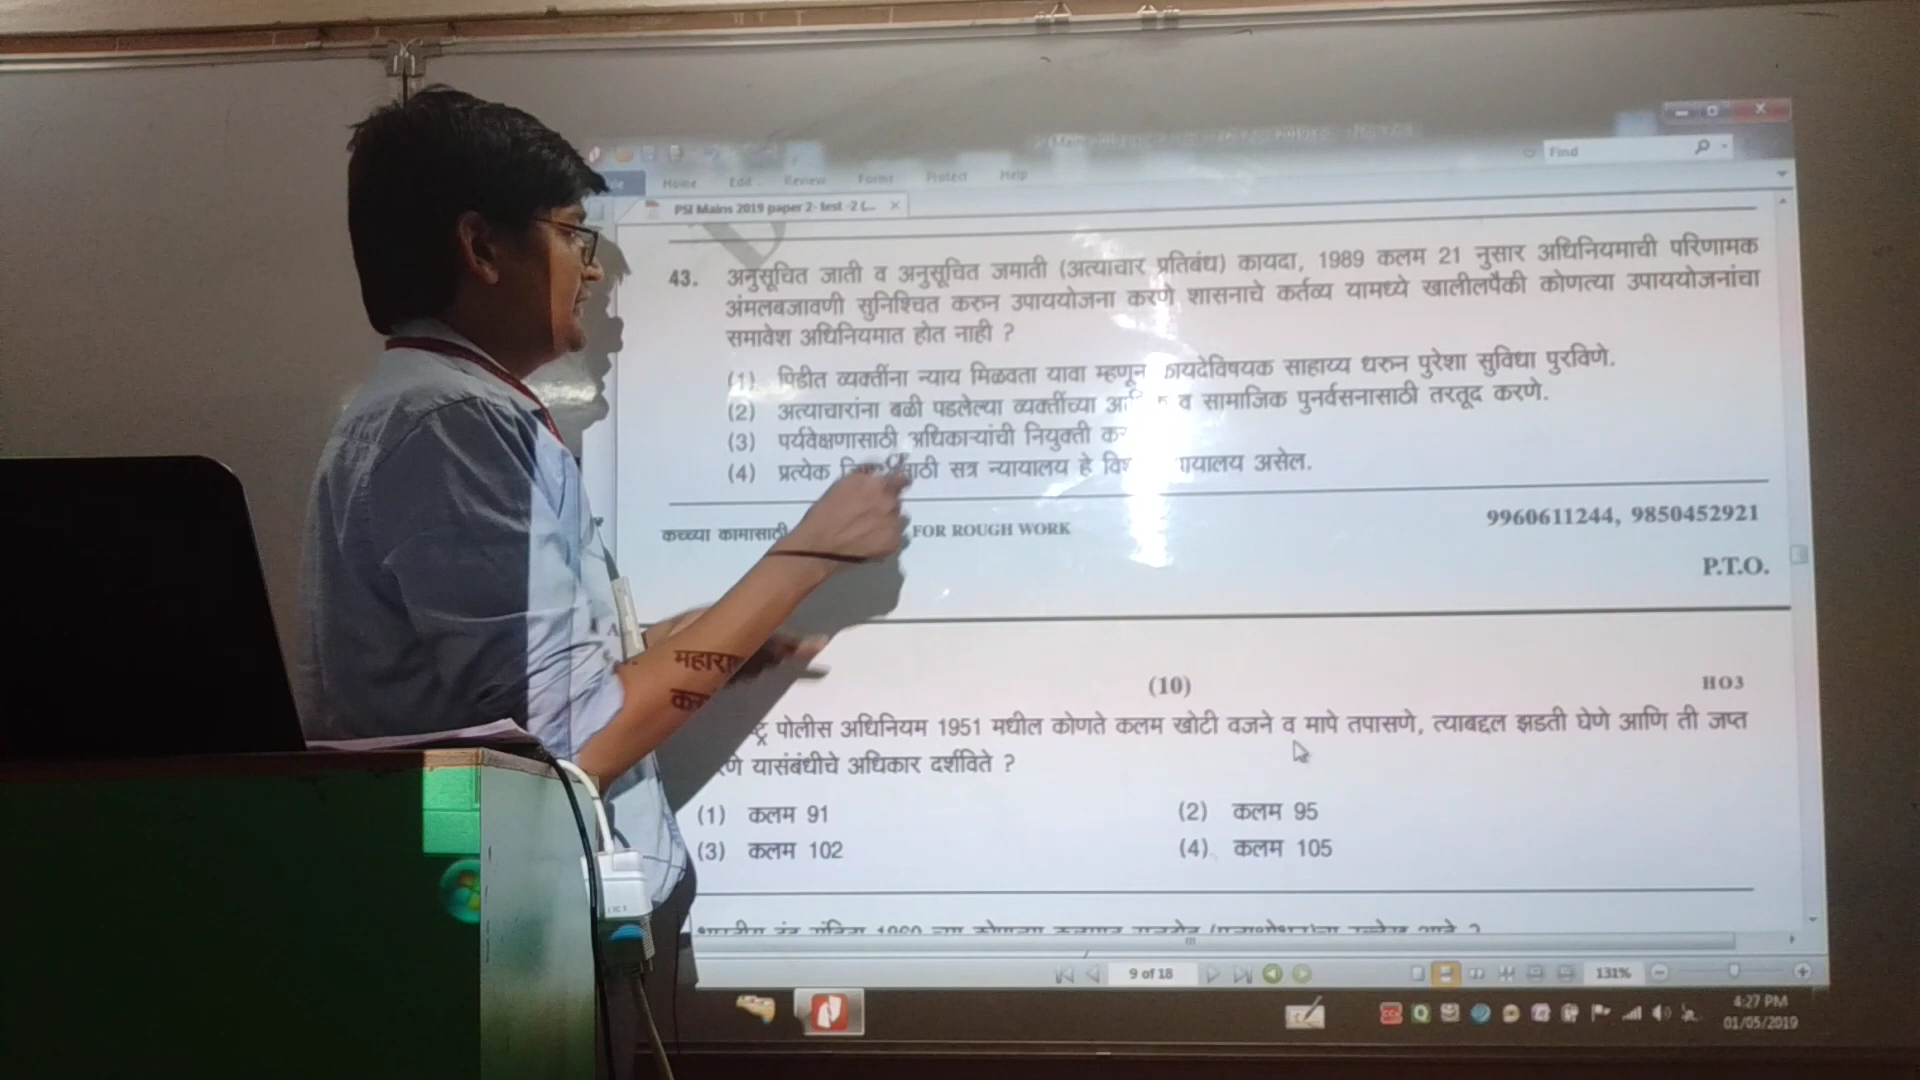 Find
Home Edit Review Forms Protect Help
PSI Mains 2019 paper 2- test -2 (...
43. अनुसूचित जाती व अनुसूचित जमाती (अत्याचार प्रतिबंध) कायदा, 1989 कलम 21 नुसार अधिनियमाची परिणामक
अंमलबजावणी सुनिश्चित करुन उपाययोजना करणे शासनाचे कर्तव्य यामध्ये खालीलपैकी कोणत्या उपाययोजनांचा
समावेश अधिनियमात होत नाही ?
(1) पिडीत व्यक्तींना न्याय मिळवता यावा म्हणून कायदेविषयक साहाय्य धरुन पुरेशा सुविधा पुरविणे.
(2) अत्याचारांना बळी पडलेल्या व्यक्तींच्या व सामाजिक पुनर्वसनासाठी तरतूद करणे.
(3) पर्यवेक्षणासाठी अधिकाऱ्यांची नियुक्ती
(4) प्रत्येक सत्र न्यायालय हे असेल.
कच्च्या कामासाठी FOR ROUGH WORK
9960611244, 9850452921
P.T.O.
(10) HO3
महारा
पोलीस अधिनियम 1951 मधील कोणते कलम खोटी वजने व मापे तपासणे, त्याबद्दल झडती घेणे आणि ती जप्त
यासंबंधीचे अधिकार दर्शविते ?
(1) कलम 91 (2) कलम 95
(3) कलम 102 (4) कलम 105
9 of 18
131%
4:27 PM
01/05/2019